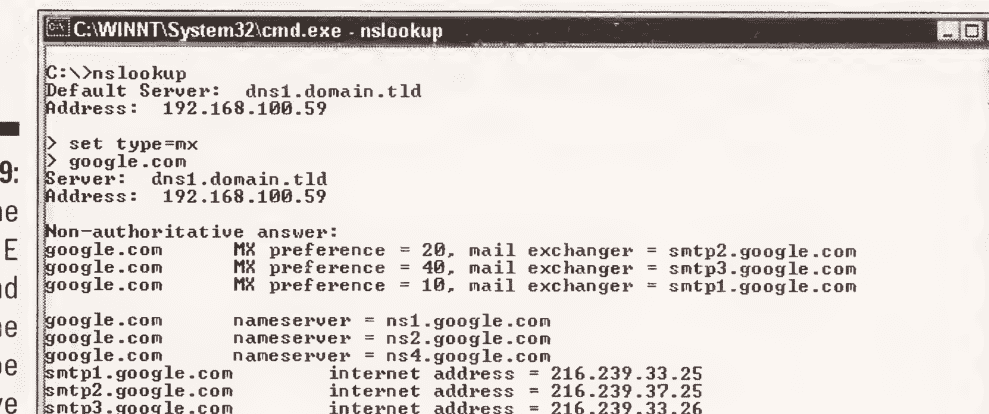 C:\WINNT\System32\cmd.exe - nslookup
C:\>nslookup
Default Server:  dns1.domain.tld
Address:  192.168.100.59
> set type=mx
> google.com
Server:  dns1.domain.tld
Address:  192.168.100.59
Non-authoritative answer:
google.com      MX preference = 20, mail exchanger = smtp2.google.com
google.com      MX preference = 40, mail exchanger = smtp3.google.com
google.com      MX preference = 10, mail exchanger = smtp1.google.com
google.com      nameserver = ns1.google.com
google.com      nameserver = ns2.google.com
google.com      nameserver = ns4.google.com
smtp1.google.com        internet address = 216.239.33.25
smtp2.google.com        internet address = 216.239.37.25
smtp3.google.com        internet address = 216.239.33.26
9:
E